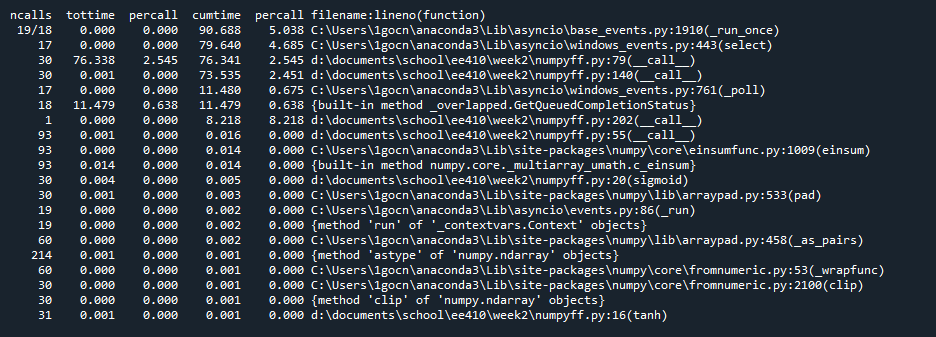 ncalls tottime percall cumtime percall filename:lineno(function)
19/18 0.000 0.000 90.688 5.038 C:\Users\1gocn\anaconda3\Lib\asyncio\base_events.py:1910(_run_once)
17 0.000 0.000 79.640 4.685 C:\Users\1gocn\anaconda3\Lib\asyncio\windows_events.py:443(select)
30 76.338 2.545 76.341 2.545 d:\documents\school\ee410\week2\numpyff.py:79(__call__)
30 0.001 0.000 73.535 2.451 d:\documents\school\ee410\week2\numpyff.py:140(__call__)
17 0.000 0.000 11.480 0.675 C:\Users\1gocn\anaconda3\Lib\asyncio\windows_events.py:761(_poll)
18 11.479 0.638 11.479 0.638 {built-in method _overlapped.GetQueuedCompletionStatus}
1 0.000 0.000 8.218 8.218 d:\documents\school\ee410\week2\numpyff.py:202(__call__)
93 0.001 0.000 0.016 0.000 d:\documents\school\ee410\week2\numpyff.py:55(__call__)
93 0.000 0.000 0.014 0.000 C:\Users\1gocn\anaconda3\Lib\site-packages\numpy\core\einsumfunc.py:1009(einsum)
93 0.014 0.000 0.014 0.000 {built-in method numpy.core._multiarray_umath.c_einsum}
30 0.004 0.000 0.005 0.000 d:\documents\school\ee410\week2\numpyff.py:20(sigmoid)
30 0.001 0.000 0.003 0.000 C:\Users\1gocn\anaconda3\Lib\site-packages\numpy\lib\arraypad.py:533(pad)
19 0.000 0.000 0.002 0.000 C:\Users\1gocn\anaconda3\Lib\asyncio\events.py:86(_run)
19 0.000 0.000 0.002 0.000 {method 'run' of '_contextvars.Context' objects}
60 0.000 0.000 0.002 0.000 C:\Users\1gocn\anaconda3\Lib\site-packages\numpy\lib\arraypad.py:458(_as_pairs)
214 0.001 0.000 0.001 0.000 {method 'astype' of 'numpy.ndarray' objects}
60 0.000 0.000 0.001 0.000 C:\Users\1gocn\anaconda3\Lib\site-packages\numpy\core\fromnumeric.py:53(_wrapfunc)
30 0.000 0.000 0.001 0.000 C:\Users\1gocn\anaconda3\Lib\site-packages\numpy\core\fromnumeric.py:2100(clip)
30 0.000 0.000 0.001 0.000 {method 'clip' of 'numpy.ndarray' objects}
31 0.001 0.000 0.001 0.000 d:\documents\school\ee410\week2\numpyff.py:16(tanh)